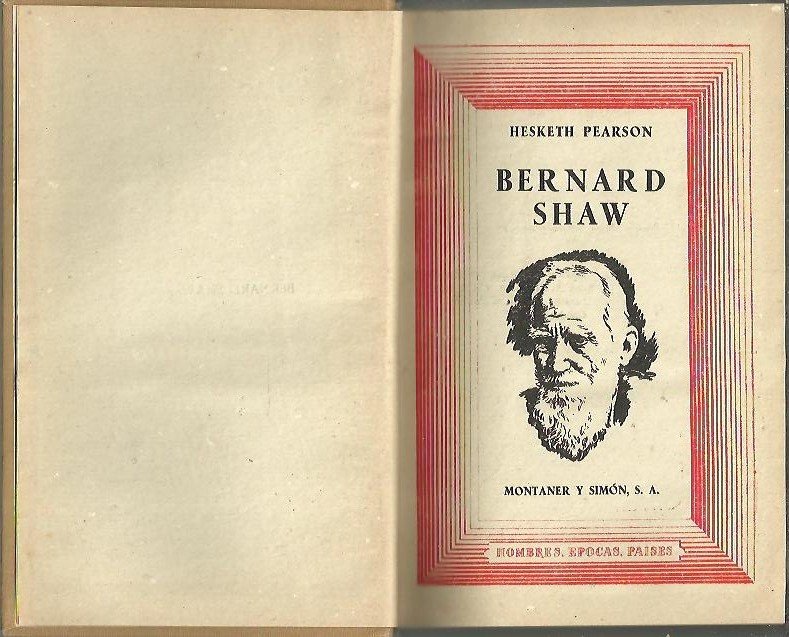 HESKETH PEARSON
BERNARD
SHAW
MONTANER Y SIMÓN, S. A.
HOMBRES, EPOCAS, PAISES